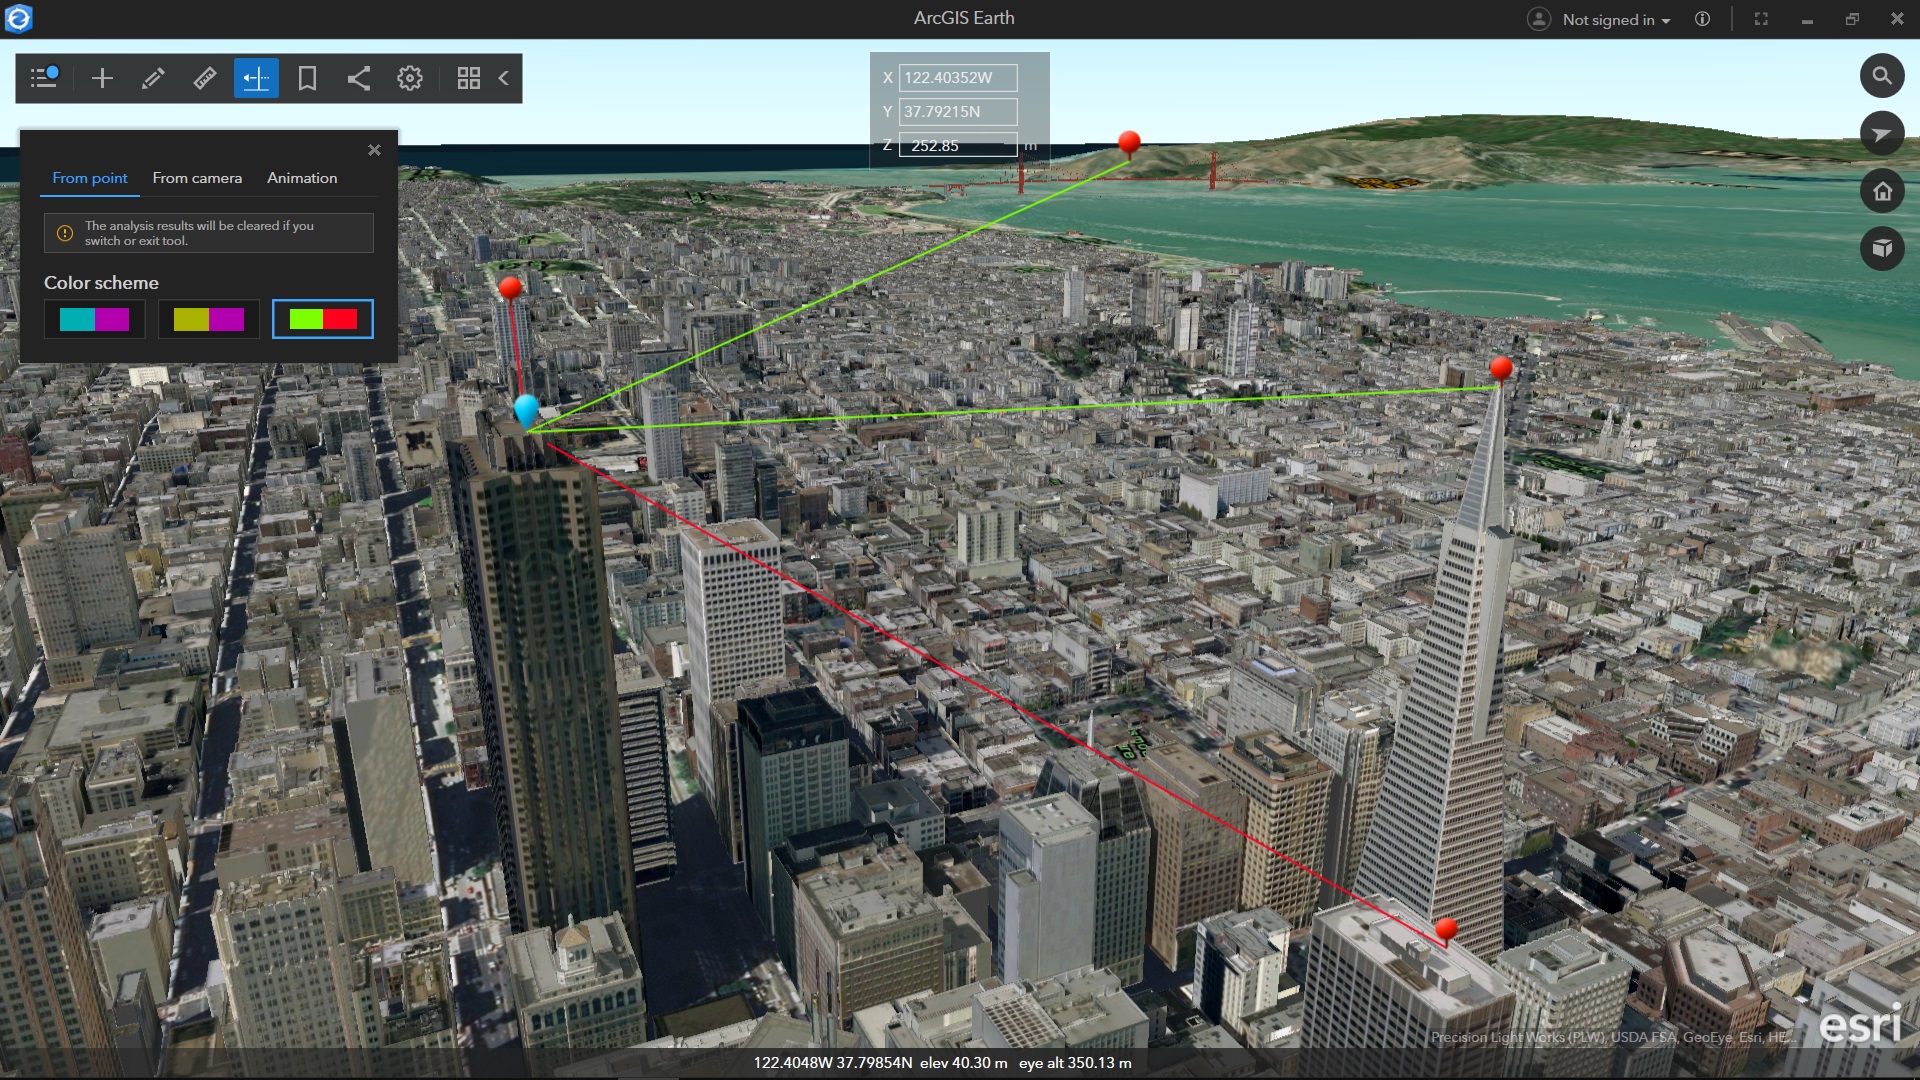 ArcGIS Earth
Not signed in
X 122.40352W
Y 37.79215N
Z 252.85 m
From point
From camera
Animation
The analysis results will be cleared if you
switch or exit tool.
Color scheme
Precision Light Works (PLW), USDA FSA, GeoEye, Esri, HE...
esri
122.4048W 37.79854N elev 40.30 m eye alt 350.13 m